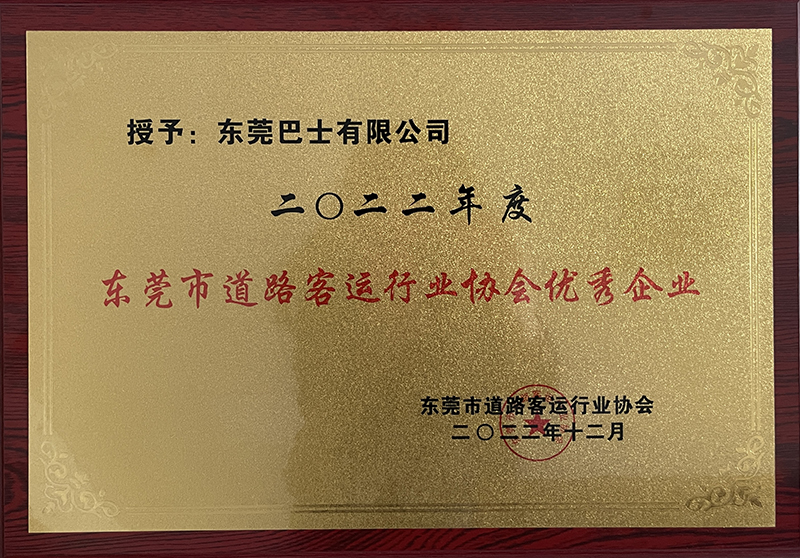 授予：东莞巴士有限公司
二〇二二年度
东莞市道路客运行业协会优秀企业
东莞市道路客运行业协会
二〇二二年十二月